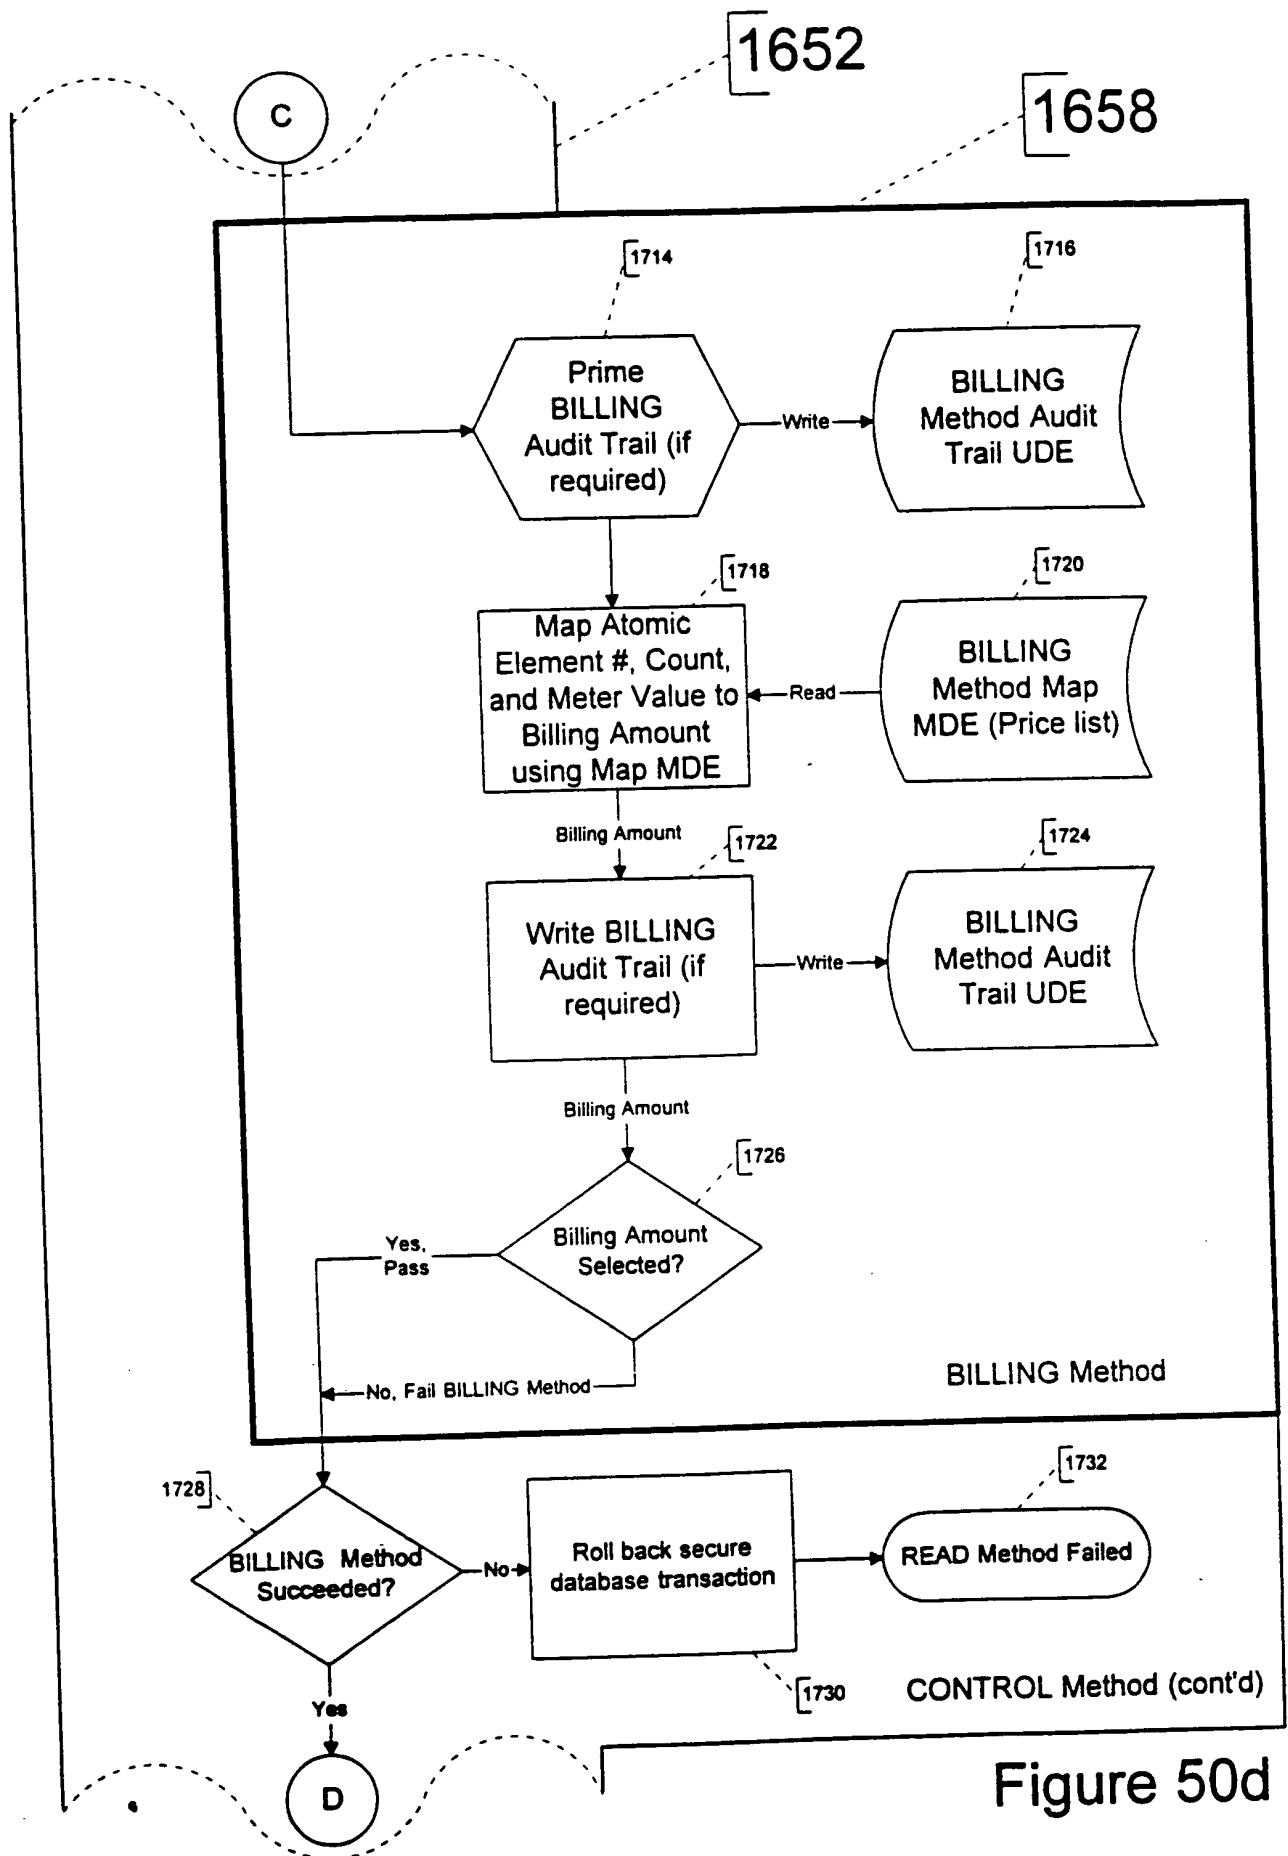 1652
1658
C
1714
1716
Prime
BILLING
Audit Trail (if
required)
Write
BILLING
Method Audit
Trail UDE
1718
1720
Map Atomic
Element #, Count,
and Meter Value to
Billing Amount
using Map MDE
Read
BILLING
Method Map
MDE (Price list)
Billing Amount
1722
1724
Write BILLING
Audit Trail (if
required)
Write
BILLING
Method Audit
Trail UDE
Billing Amount
1726
Billing Amount
Selected?
Yes,
Pass
No, Fail BILLING Method
BILLING Method
1728
BILLING Method
Succeeded?
No
Roll back secure
database transaction
1732
READ Method Failed
1730
CONTROL Method (cont'd)
Yes
D
Figure 50d